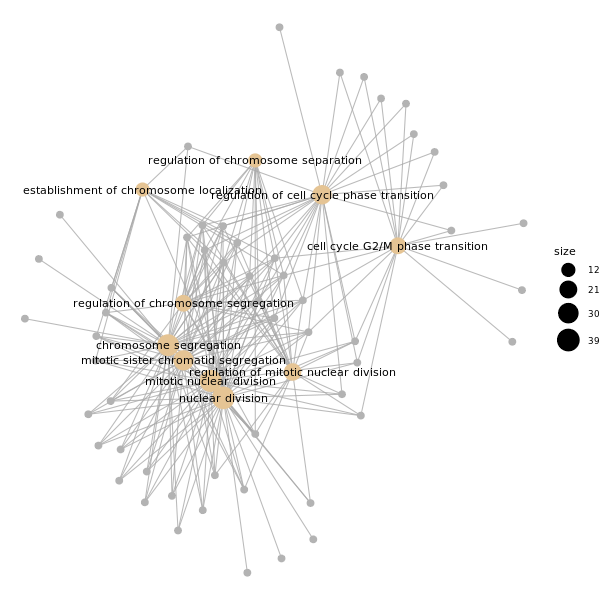 regulation of chromosome separation
establishment of chromosome localization
regulation of cell cycle phase transition
cell cycle G2/M phase transition
size
12
21
30
39
regulation of chromosome segregation
chromosome segregation
mitotic sister chromatid segregation
regulation of mitotic nuclear division
mitotic nuclear division
nuclear division